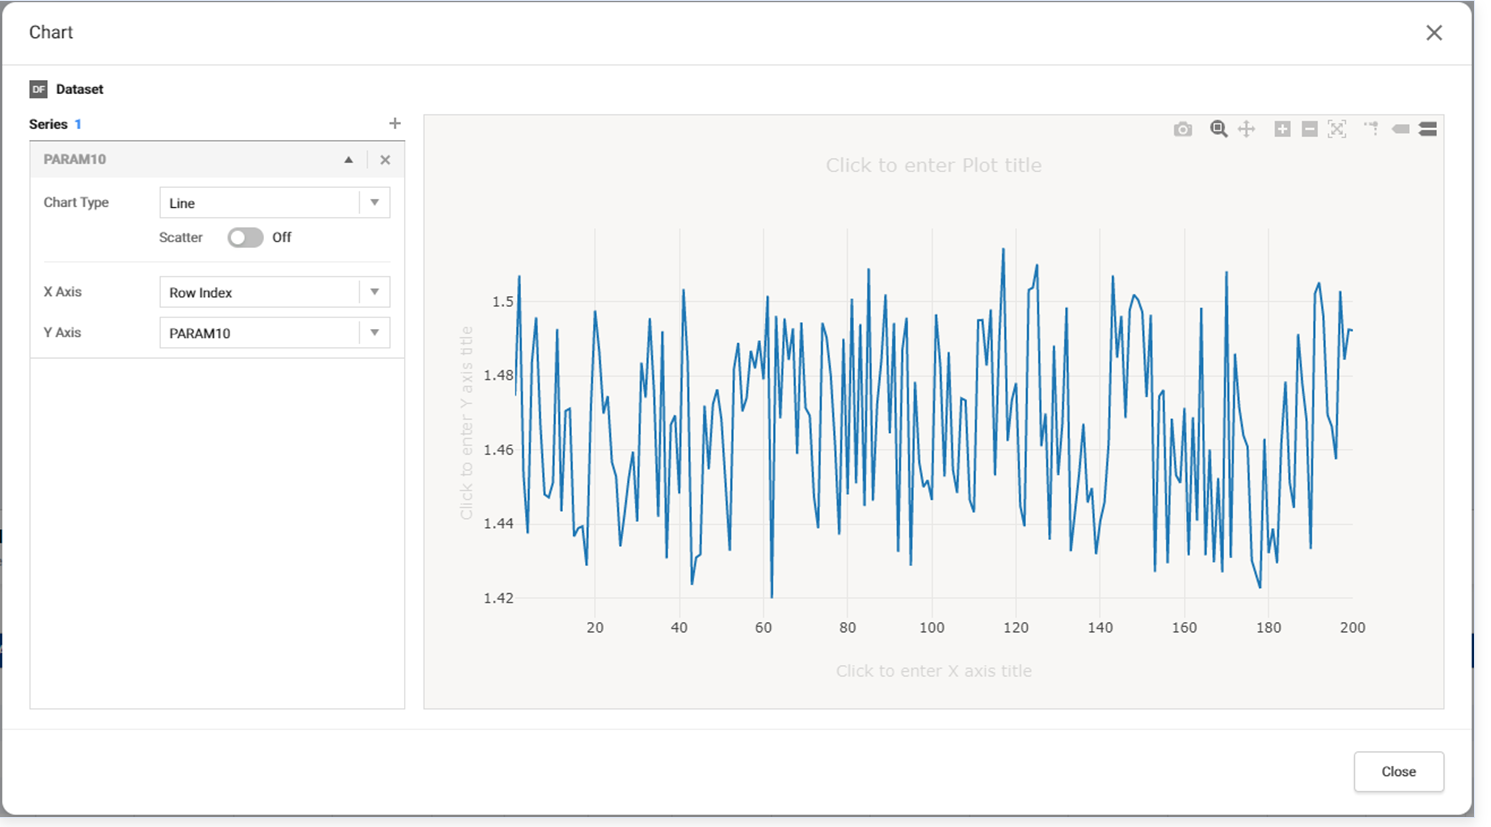 Chart
DF Dataset
Series 1
PARAM10
Chart Type Line
Scatter Off
X Axis Row Index
Y Axis PARAM10
Click to enter Plot title
Click to enter Y axis title
1.5
1.48
1.46
1.44
1.42
20 40 60 80 100 120 140 160 180 200
Click to enter X axis title
Close